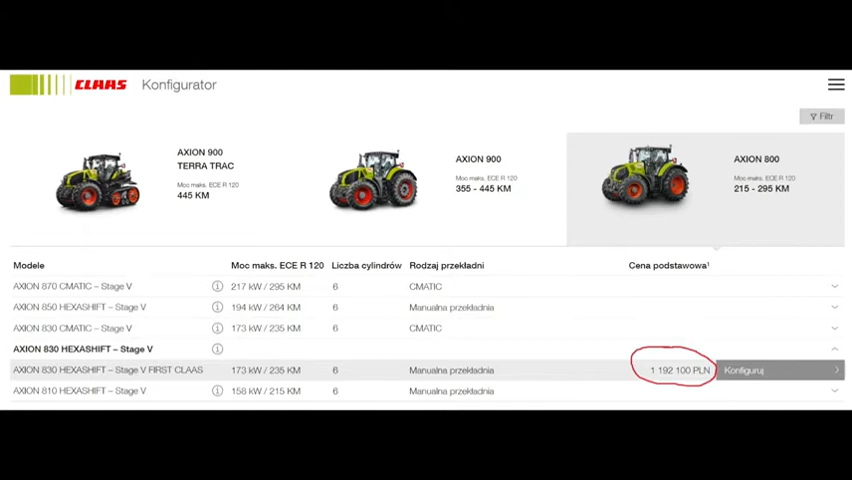 CLAAS Konfigurator
Filtr
AXION 900
TERRA TRAC
Moc maks. ECE R 120
445 KM
AXION 900
Moc maks. ECE R 120
355 - 445 KM
AXION 800
Moc maks. ECE R 120
215 - 295 KM
Modele Moc maks. ECE R 120 Liczba cylindrów Rodzaj przekładni Cena podstawowa¹
AXION 870 CMATIC – Stage V 217 kW / 295 KM 6 CMATIC
AXION 850 HEXASHIFT – Stage V 194 kW / 264 KM 6 Manualna przekładnia
AXION 830 CMATIC – Stage V 173 kW / 235 KM 6 CMATIC
AXION 830 HEXASHIFT – Stage V
AXION 830 HEXASHIFT – Stage V FIRST CLAAS 173 kW / 235 KM 6 Manualna przekładnia 1 192 100 PLN Konfiguruj
AXION 810 HEXASHIFT – Stage V 158 kW / 215 KM 6 Manualna przekładnia